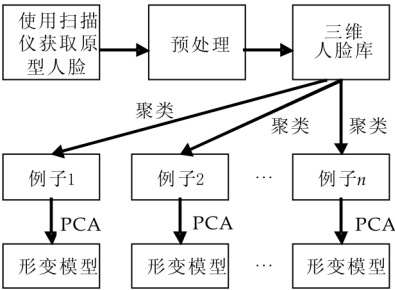 使用扫描
仪获取原
型人脸
预处理
三维
人脸库
聚类
聚类
聚类
例子1
例子2
…
例子n
PCA
PCA
PCA
形变模型
形变模型
…
形变模型